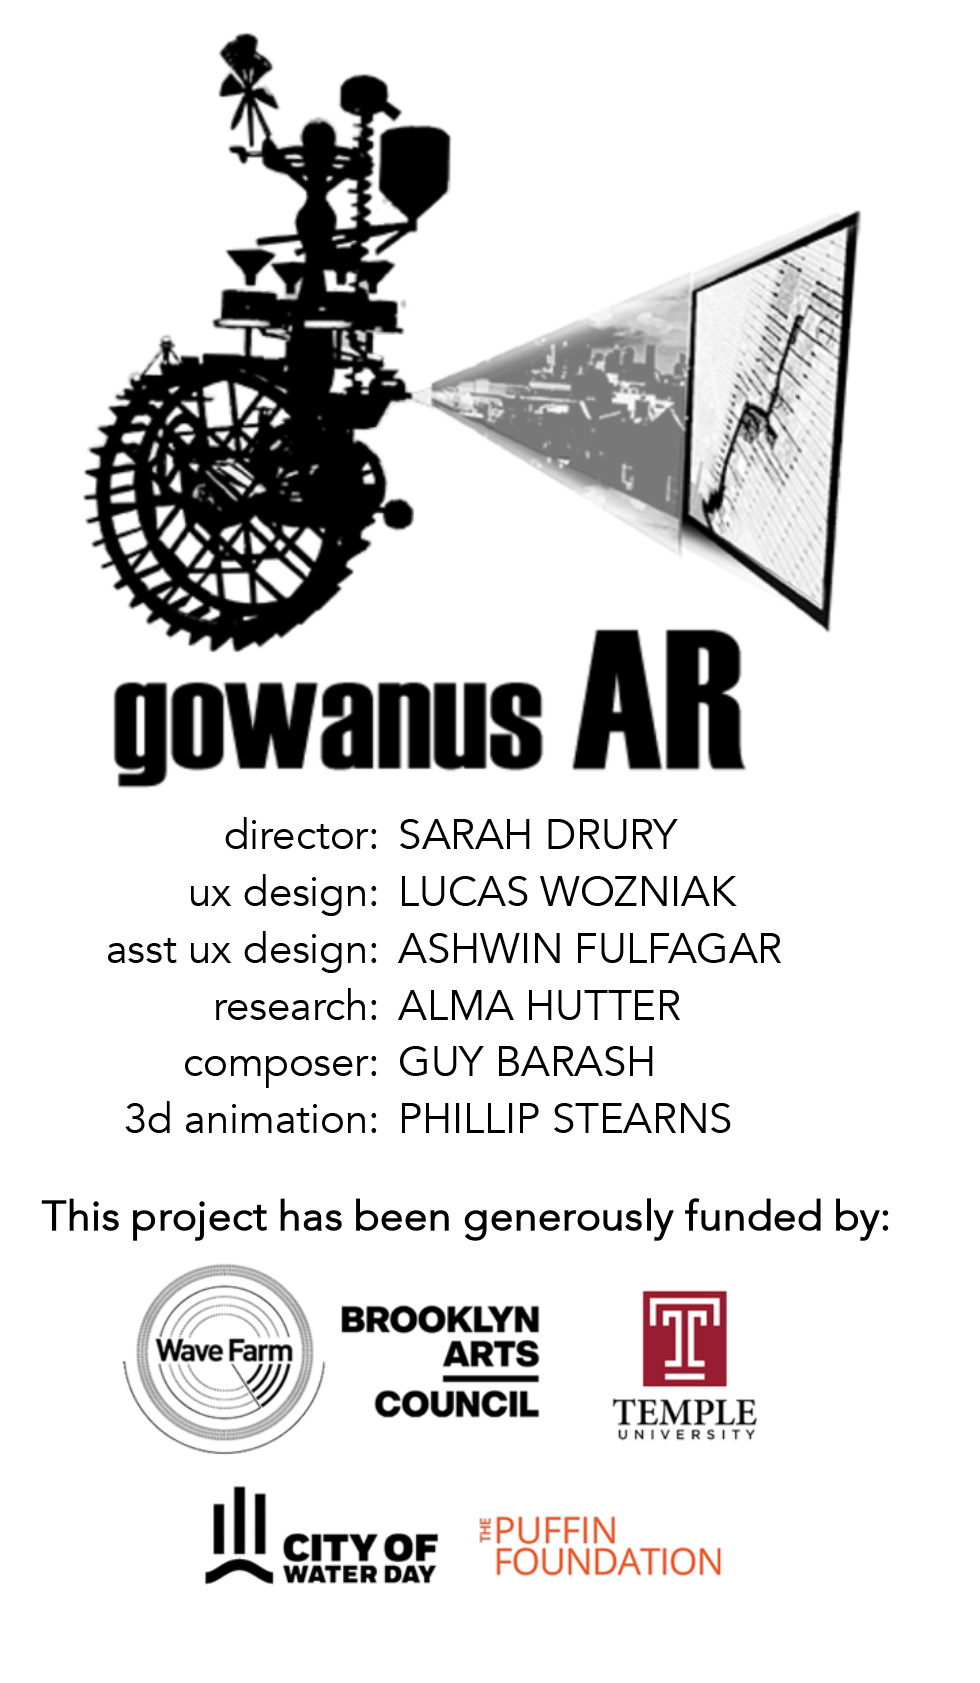 gowanus AR
director: SARAH DRURY
ux design: LUCAS WOZNIAK
asst ux design: ASHWIN FULFAGAR
research: ALMA HUTTER
composer: GUY BARASH
3d animation: PHILLIP STEARNS
This project has been generously funded by:
Wave Farm
BROOKLYN
ARTS
COUNCIL
T
TEMPLE
UNIVERSITY
CITY OF
WATER DAY
THE PUFFIN
FOUNDATION